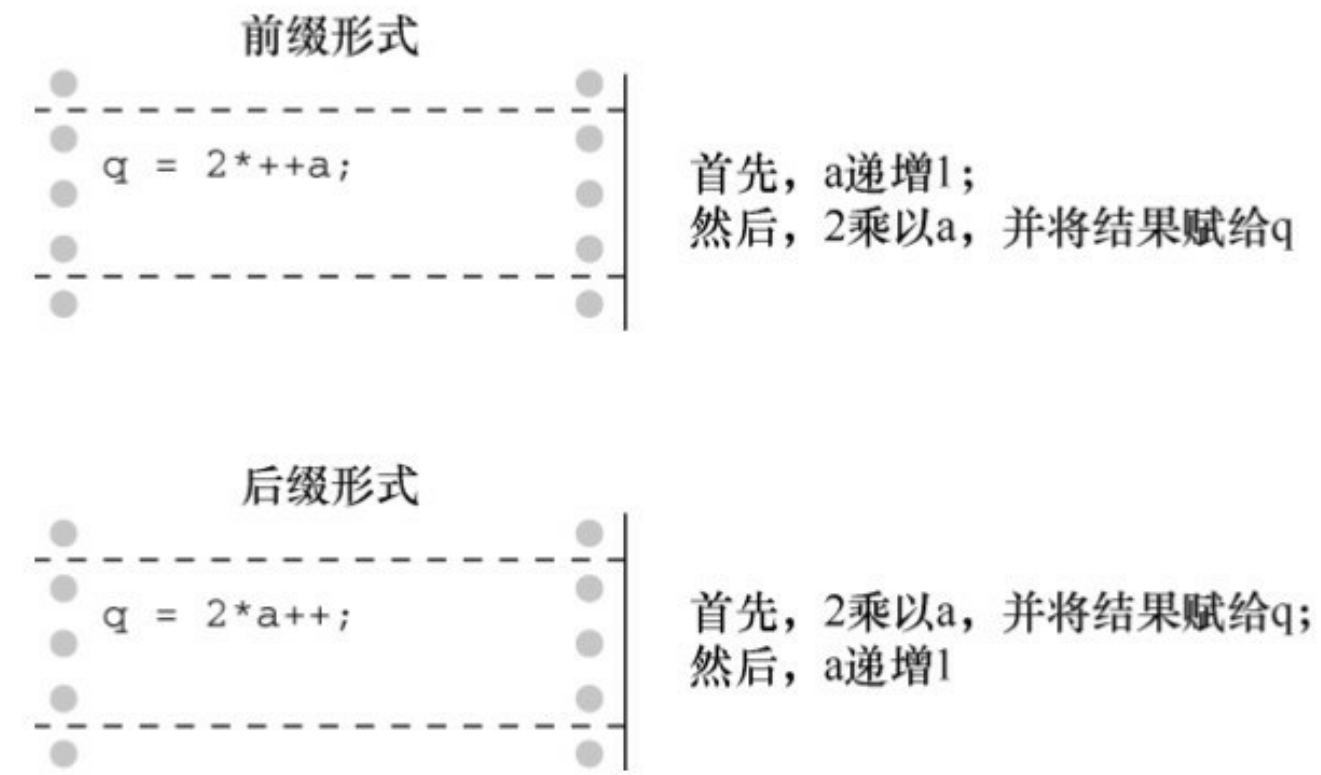 前缀形式
q = 2*++a;
首先，a递增1；
然后，2乘以a，并将结果赋给q
后缀形式
q = 2*a++;
首先，2乘以a，并将结果赋给q；
然后，a递增1